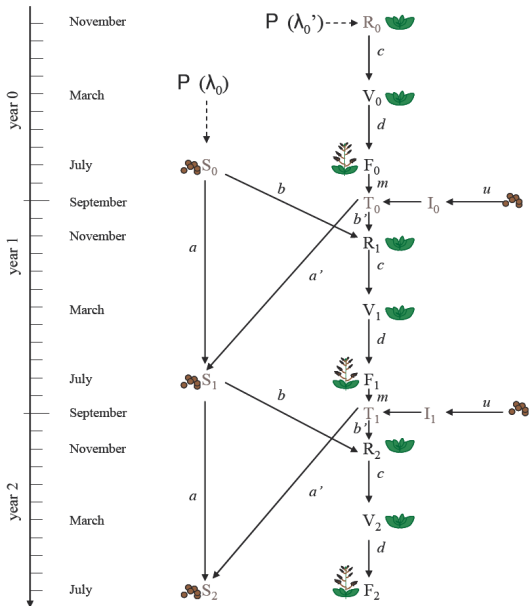 November P (λ₀’) R₀
c
year 0 March P (λ₀) V₀
d
July S₀ F₀
b m
September T₀ I₀ u
b’
year 1 November a R₁
a’ c
March V₁
d
July S₁ F₁
b m
September T₁ I₁ u
b’
November R₂
a a’ c
year 2 March V₂
d
July S₂ F₂